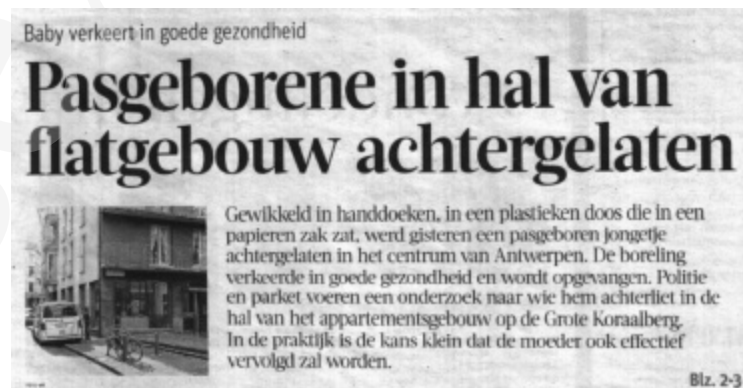 Baby verkeert in goede gezondheid
Pasgeborene in hal van
flatgebouw achtergelaten
Gewikkeld in handdoeken, in een plastieken doos die in een
papieren zak zat, werd gisteren een pasgeboren jongetje
achtergelaten in het centrum van Antwerpen. De boreling
verkeerde in goede gezondheid en wordt opgevangen. Politie
en parket voeren een onderzoek naar wie hem achterliet in de
hal van het appartementsgebouw op de Grote Koraalberg.
In de praktijk is de kans klein dat de moeder ook effectief
vervolgd zal worden.
Blz. 2-3